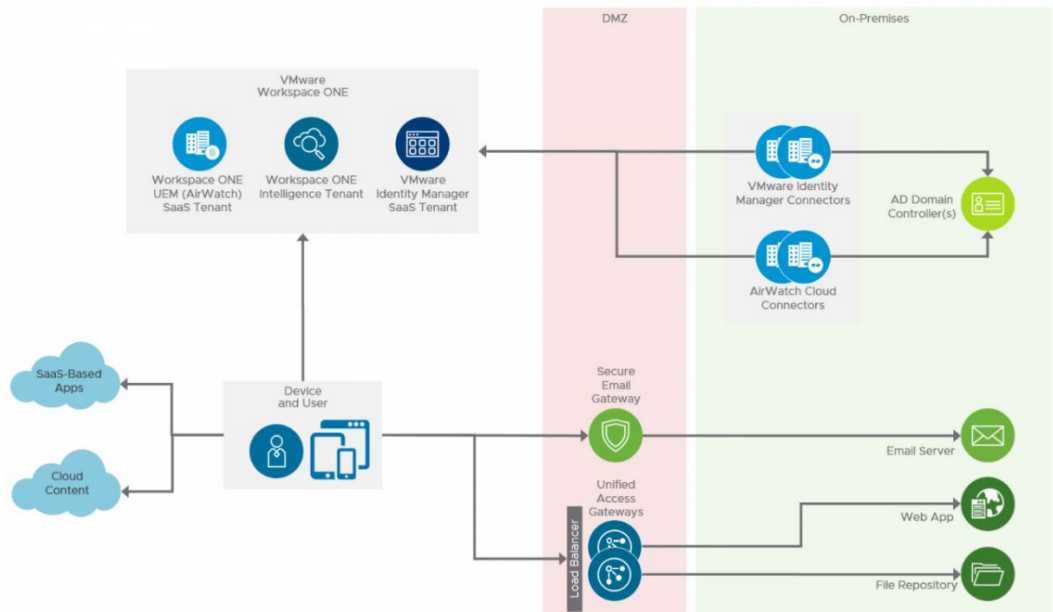 DMZ
On-Premises
VMware
Workspace ONE
Workspace ONE
UEM (AirWatch)
SaaS Tenant
Workspace ONE
Intelligence Tenant
VMware
Identity Manager
SaaS Tenant
VMware Identity
Manager Connectors
AD Domain
Controller(s)
AirWatch Cloud
Connectors
SaaS-Based
Apps
Cloud
Content
Device
and User
Secure
Email
Gateway
Email Server
Unified
Access
Gateways
Load Balancer
Web App
File Repository